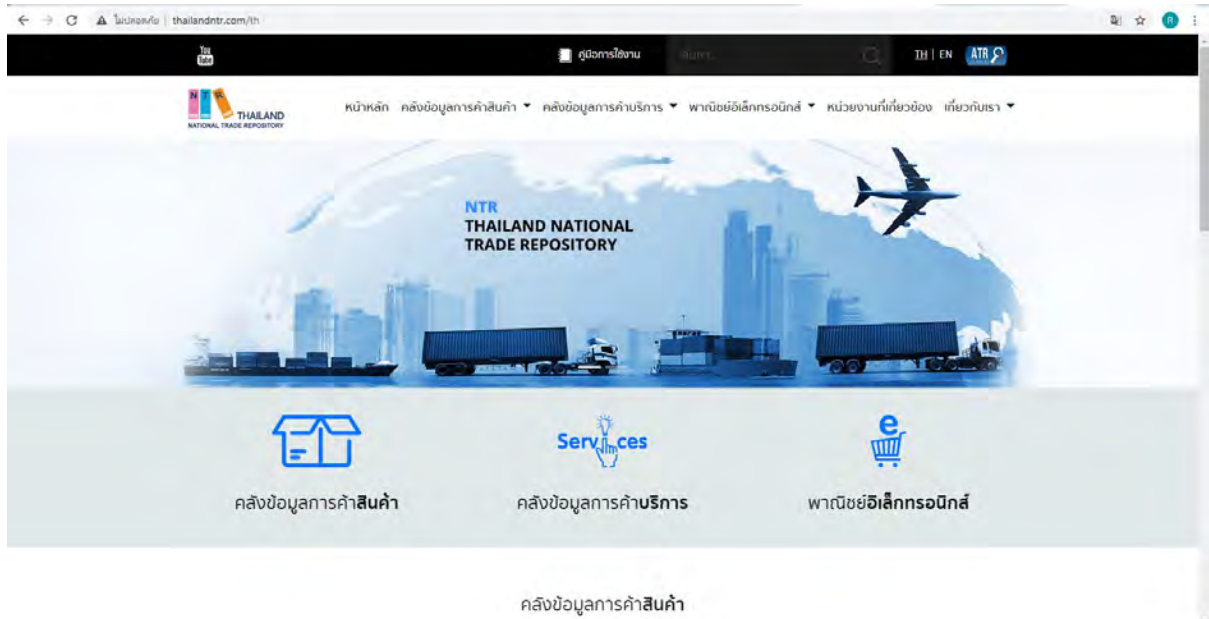 ไม่ปลอดภัย | thailandntr.com/th
R
You Tube
คู่มือการใช้งาน
ค้นหา...
TH | EN
ATR
NTR THAILAND
NATIONAL TRADE REPOSITORY
หน้าหลัก คลังข้อมูลการค้าสินค้า คลังข้อมูลการค้าบริการ พาณิชย์อิเล็กทรอนิกส์ หน่วยงานที่เกี่ยวข้อง เกี่ยวกับเรา
NTR
THAILAND NATIONAL
TRADE REPOSITORY
Services
e
คลังข้อมูลการค้าสินค้า
คลังข้อมูลการค้าบริการ
พาณิชย์อิเล็กทรอนิกส์
คลังข้อมูลการค้าสินค้า